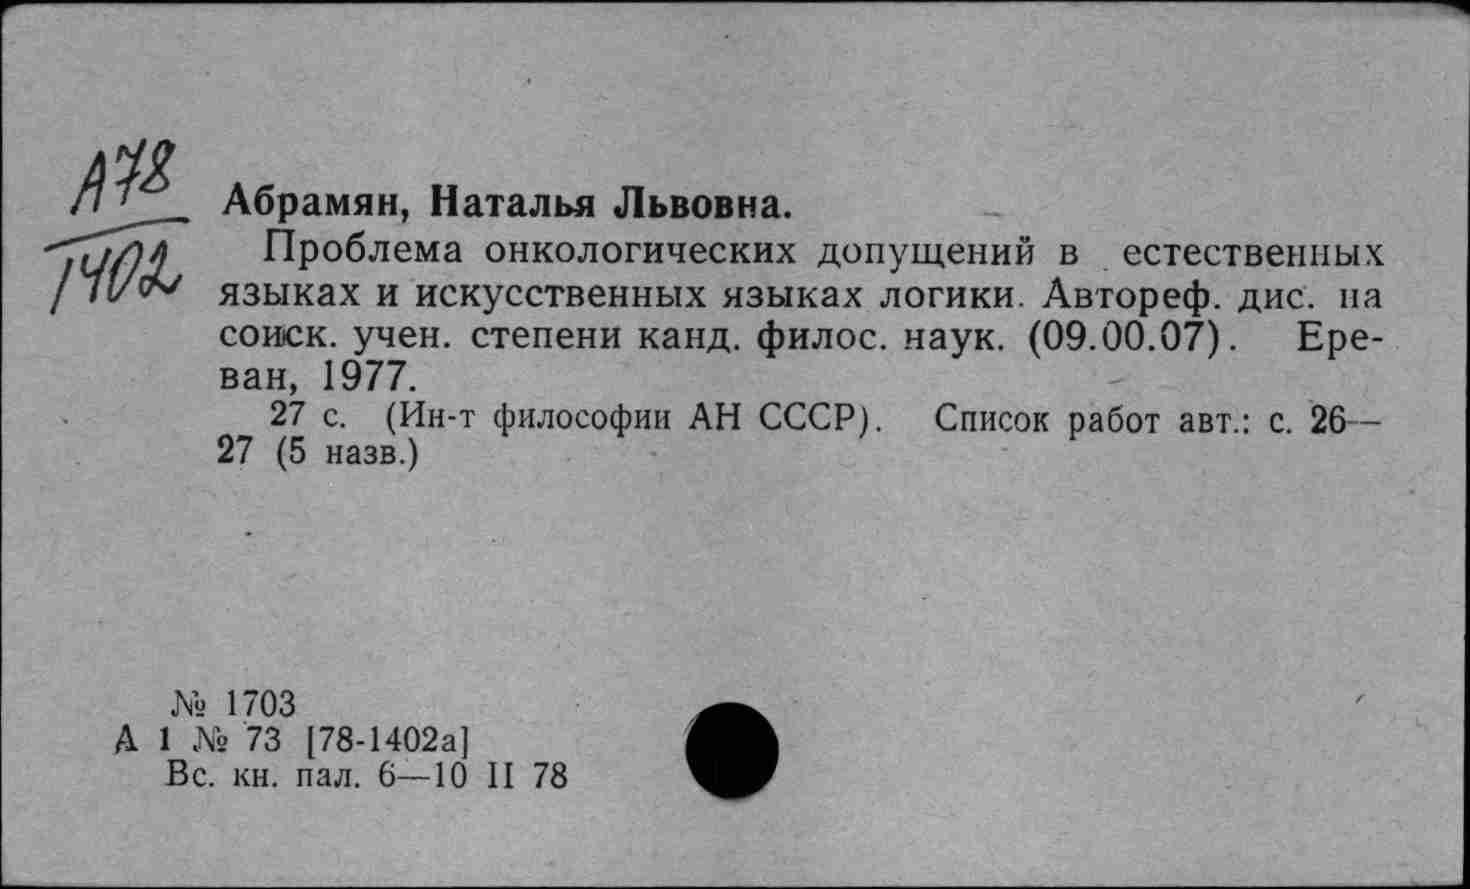 А78
1402
Абрамян, Наталья Львовна.
Проблема онкологических допущений в естественных
языках и искусственных языках логики. Автореф. дис. на
соиск. учен. степени канд. филос. наук. (09.00.07). Ере-
ван, 1977.
27 с. (Ин-т философии АН СССР). Список работ авт.: с. 26—
27 (5 назв.)
№ 1703
А 1 № 73 [78-1402а]
Вс. кн. пал. 6—10 II 78